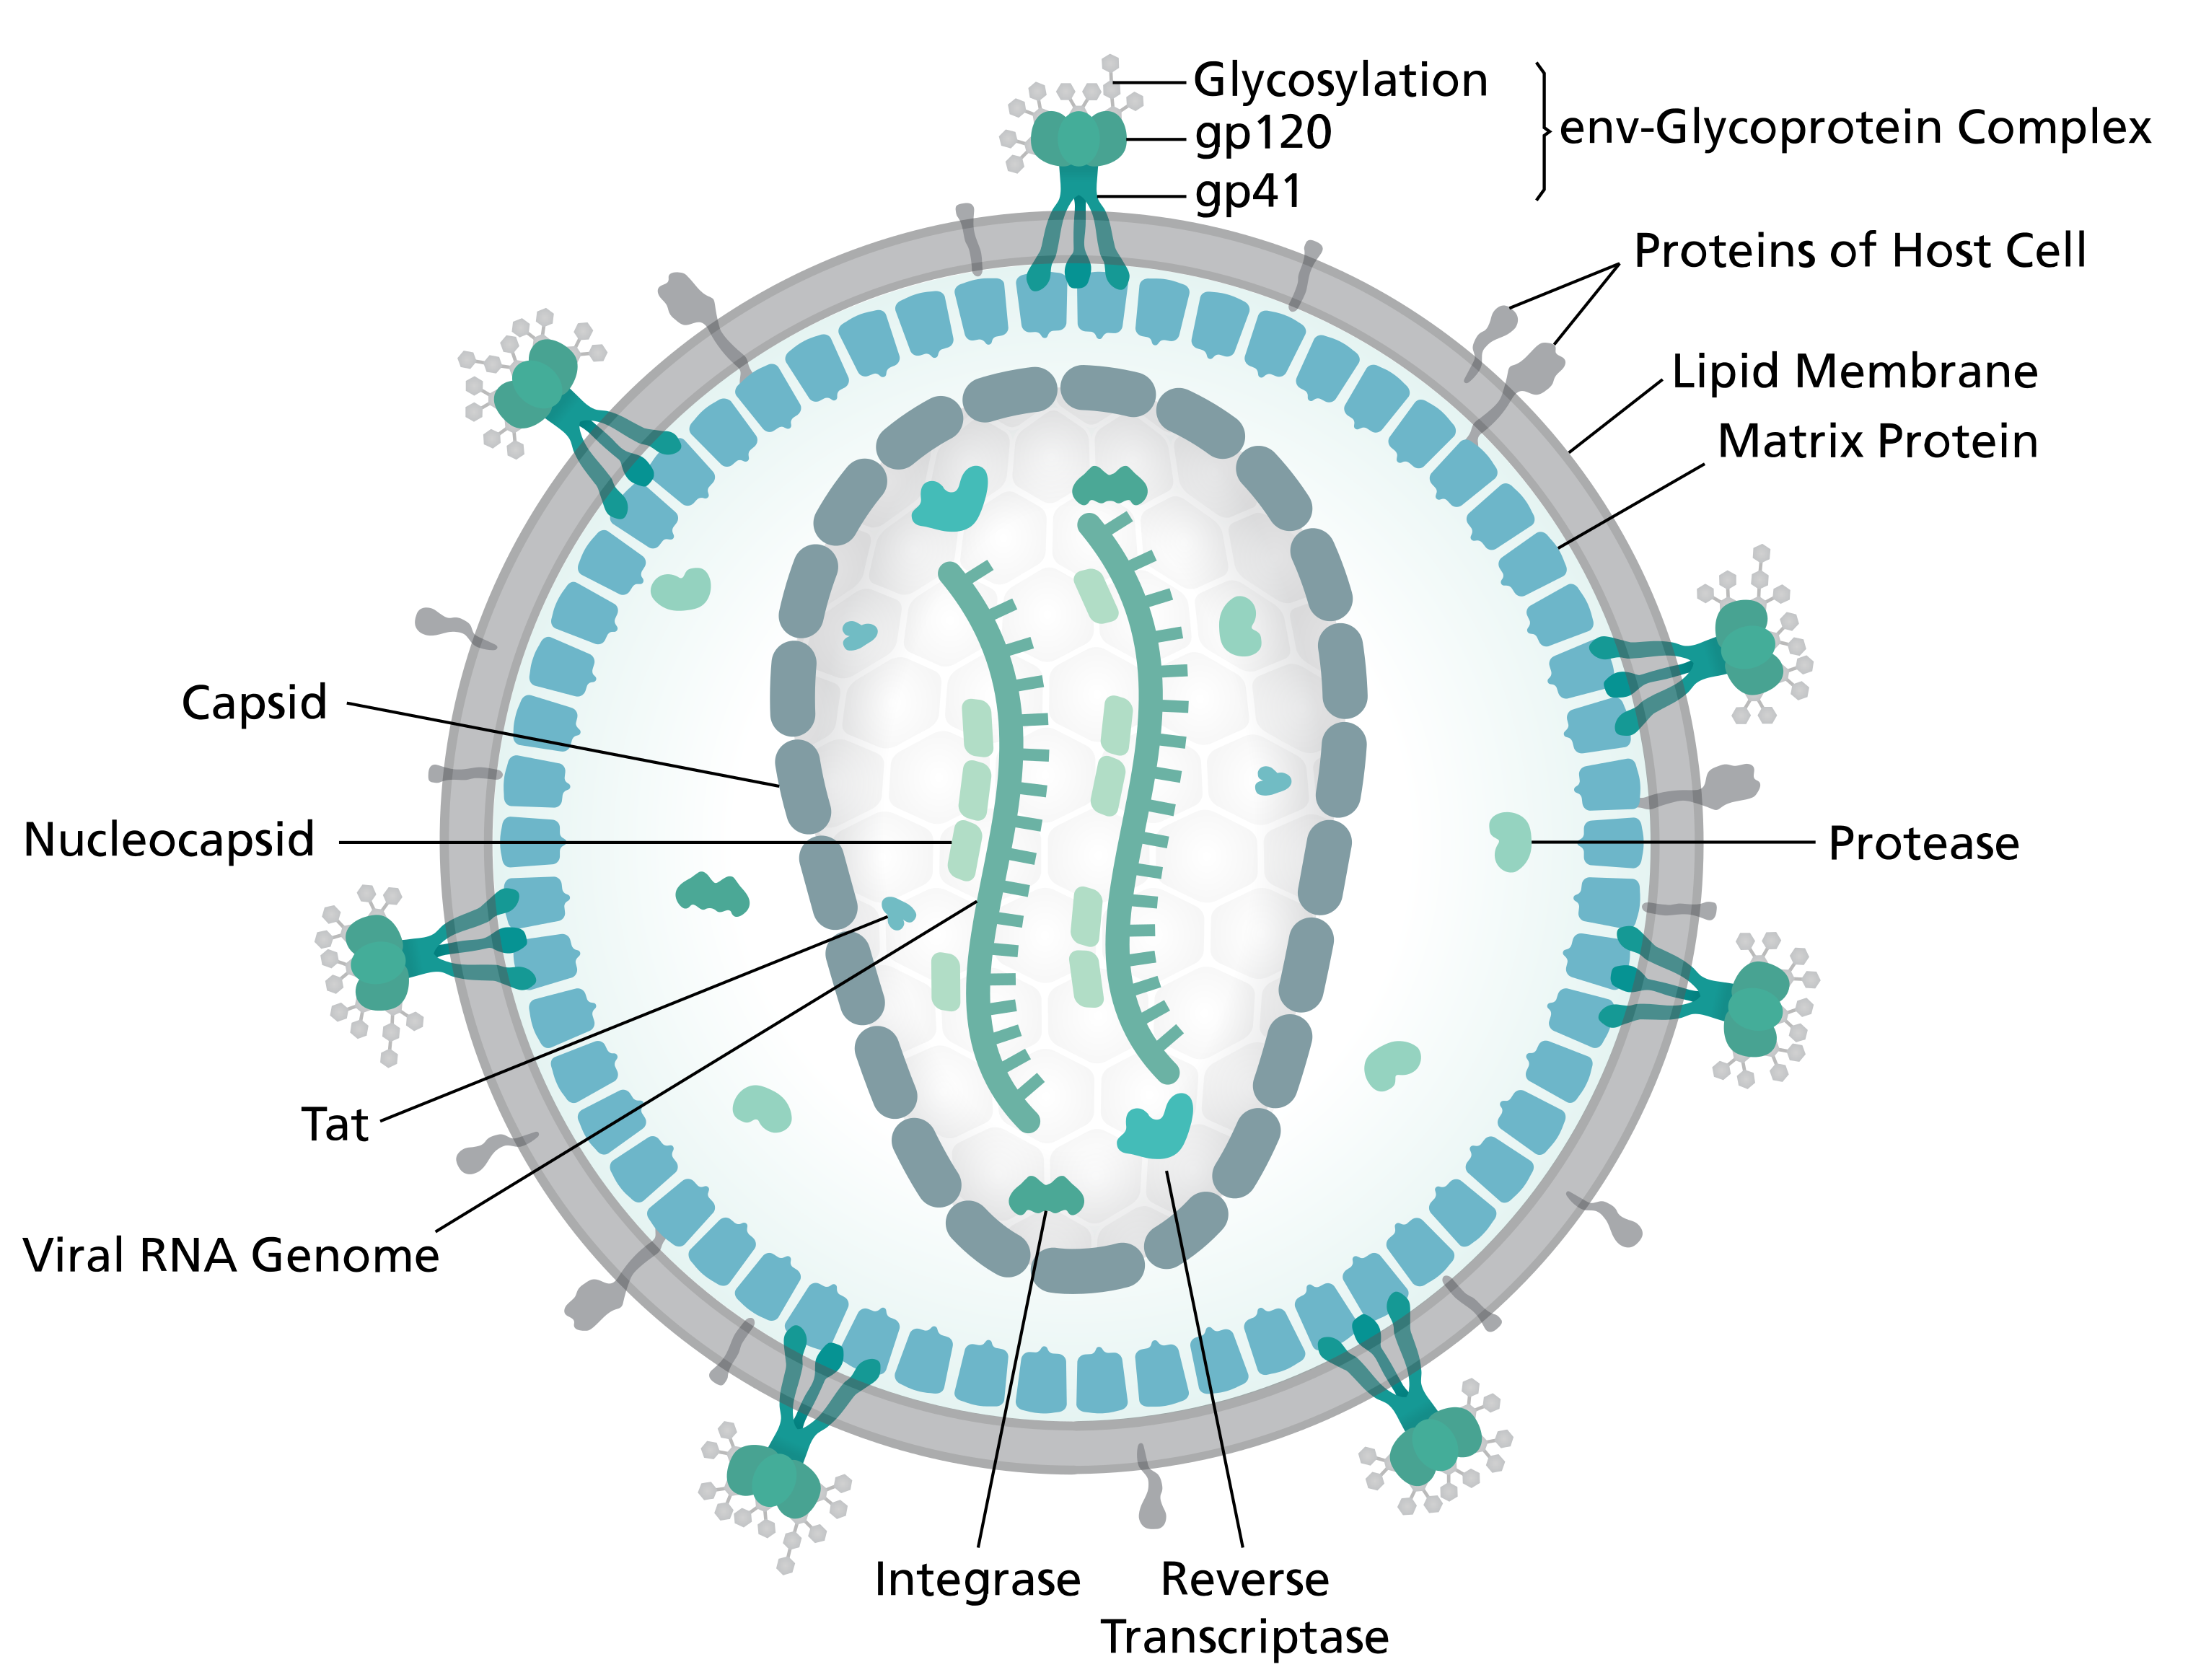 Glycosylation
gp120
gp41
env-Glycoprotein Complex
Proteins of Host Cell
Lipid Membrane
Matrix Protein
Capsid
Nucleocapsid
Protease
Tat
Viral RNA Genome
Integrase
Reverse
Transcriptase